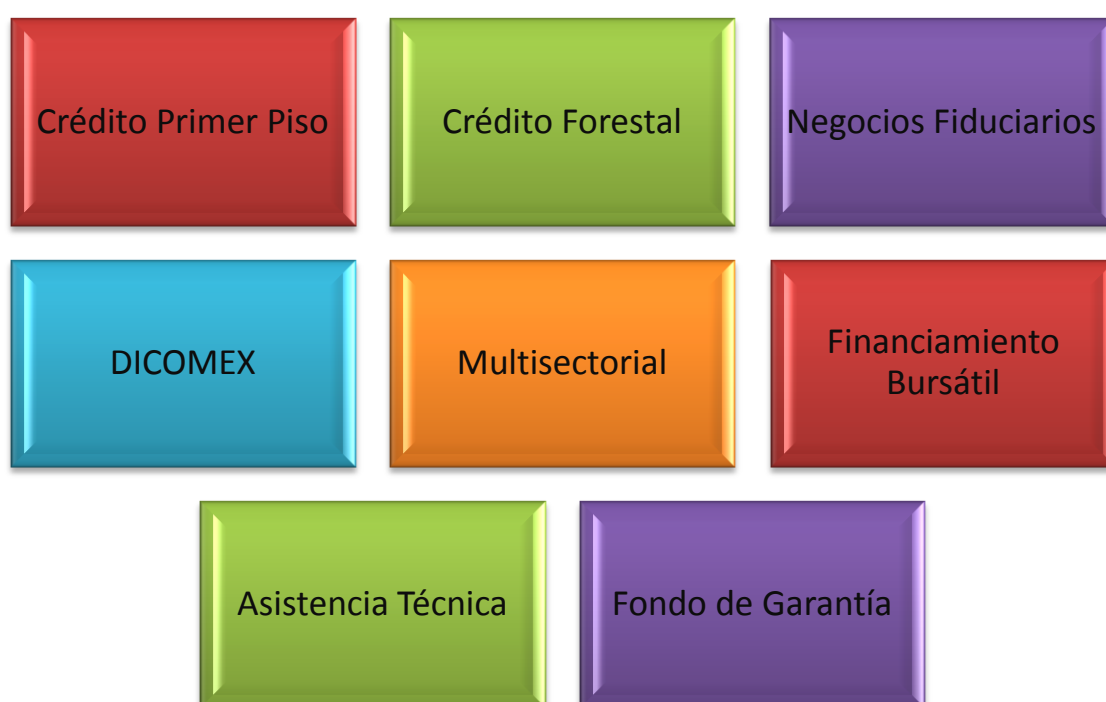 Crédito Primer Piso
Crédito Forestal
Negocios Fiduciarios
DICOMEX
Multisectorial
Financiamiento
Bursátil
Asistencia Técnica
Fondo de Garantía